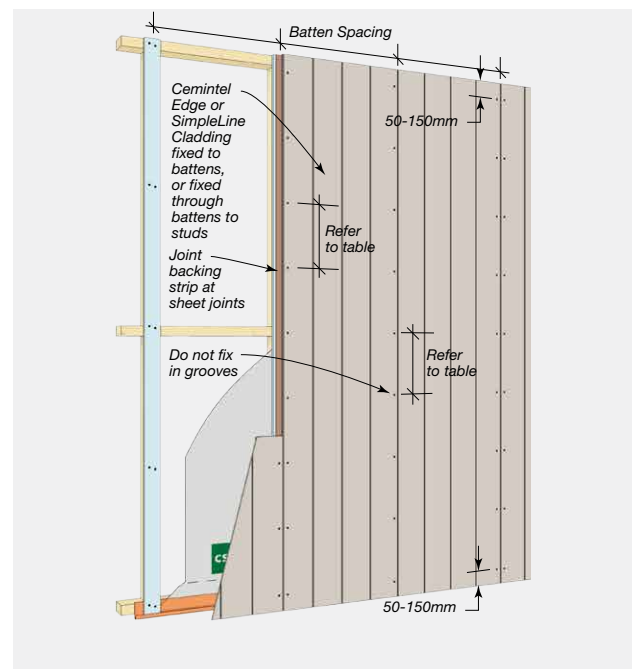 Batten Spacing
Cemintel
Edge or
SimpleLine
Cladding
fixed to
battens,
or fixed
through
battens to
studs
50-150mm
Refer
to table
Joint
backing
strip at
sheet joints
Do not fix
in grooves
Refer
to table
CS
50-150mm